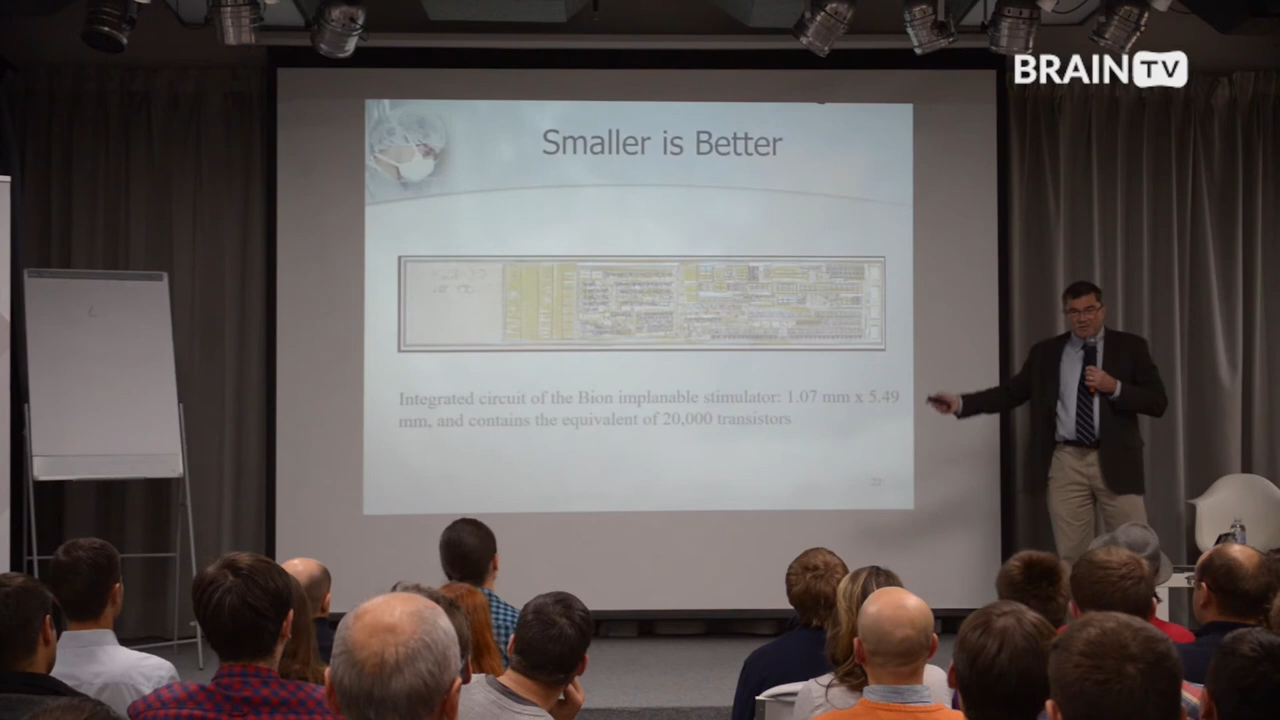 BRAIN TV
Smaller is Better
Integrated circuit of the Bion implanable stimulator: 1.07 mm x 5.49
mm, and contains the equivalent of 20,000 transistors
22